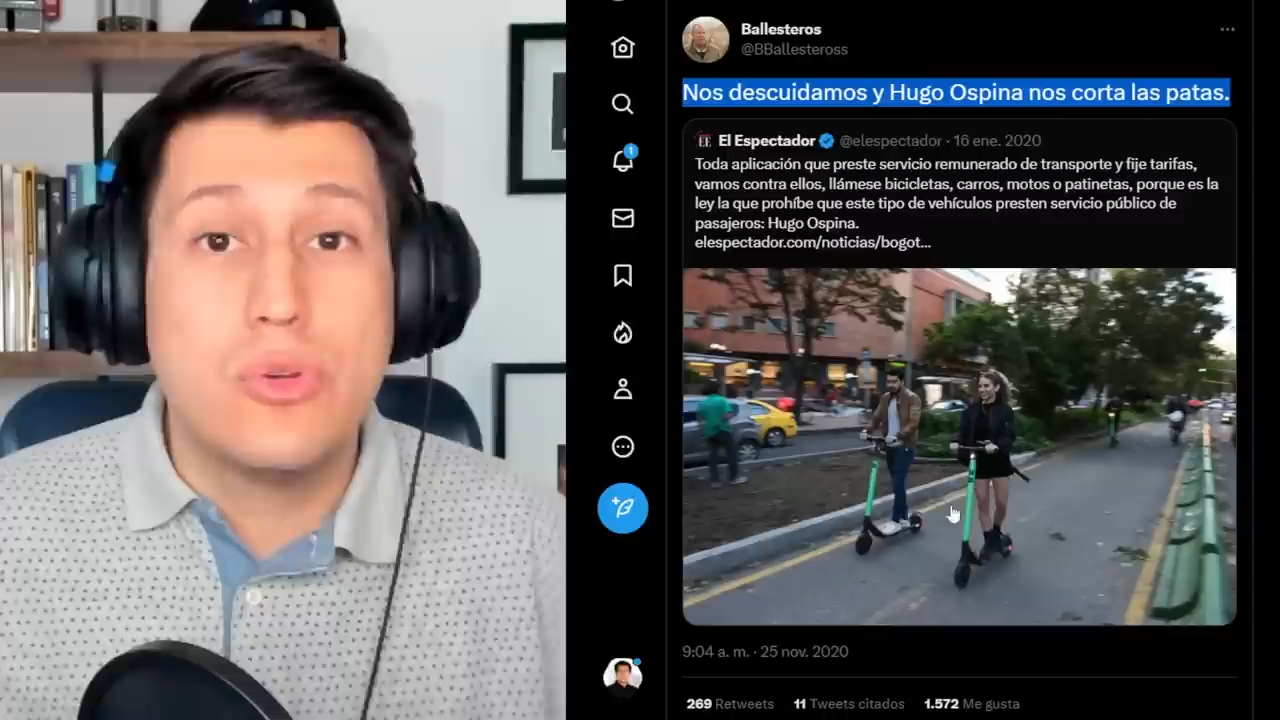 Ballesteros
@BBallesteross
Nos descuidamos y Hugo Ospina nos corta las patas.
El Espectador @elespectador · 16 ene. 2020
Toda aplicación que preste servicio remunerado de transporte y fije tarifas,
vamos contra ellos, llámese bicicletas, carros, motos o patinetas, porque es la
ley la que prohíbe que este tipo de vehículos presten servicio público de
pasajeros: Hugo Ospina.
elespectador.com/noticias/bogot...
1
9:04 a. m. · 25 nov. 2020
269 Retweets 11 Tweets citados 1.572 Me gusta